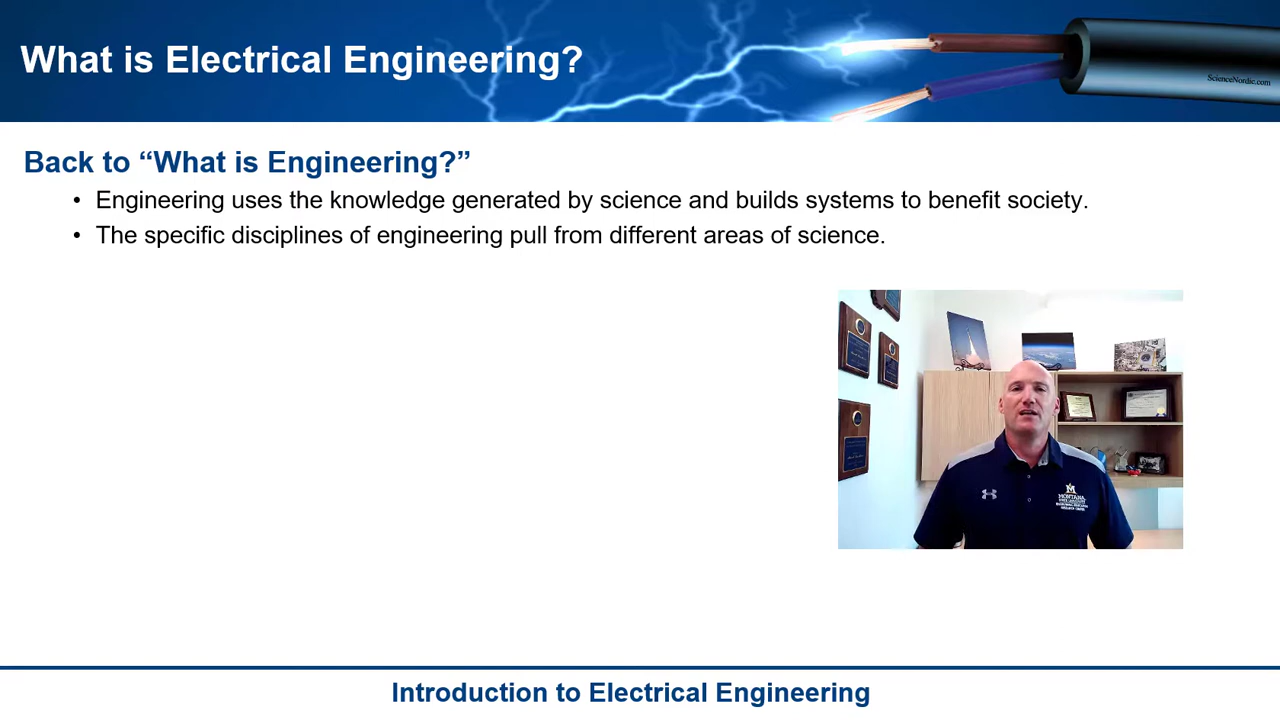 What is Electrical Engineering?
ScienceNordic.com
Back to “What is Engineering?”
• Engineering uses the knowledge generated by science and builds systems to benefit society.
• The specific disciplines of engineering pull from different areas of science.
MONTANA
Introduction to Electrical Engineering